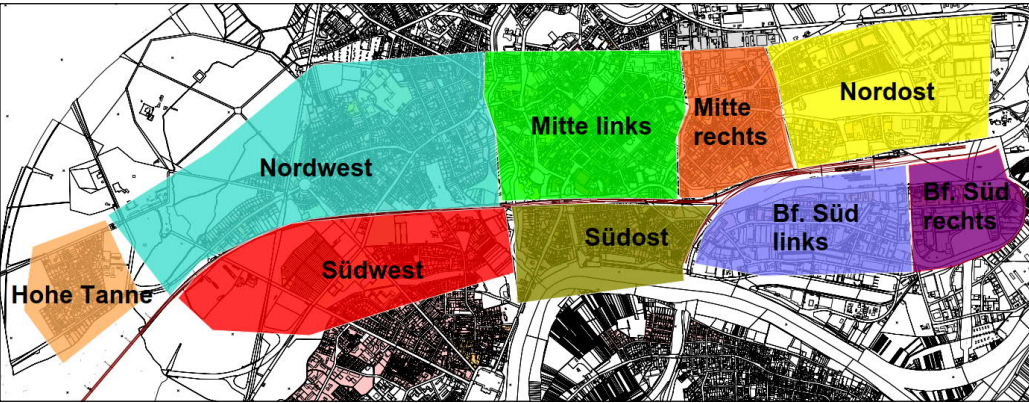 Nordost
Mitte
rechts
Mitte links
Nordwest
Bf. Süd
rechts
Bf. Süd
links
Südost
Südwest
Hohe Tanne